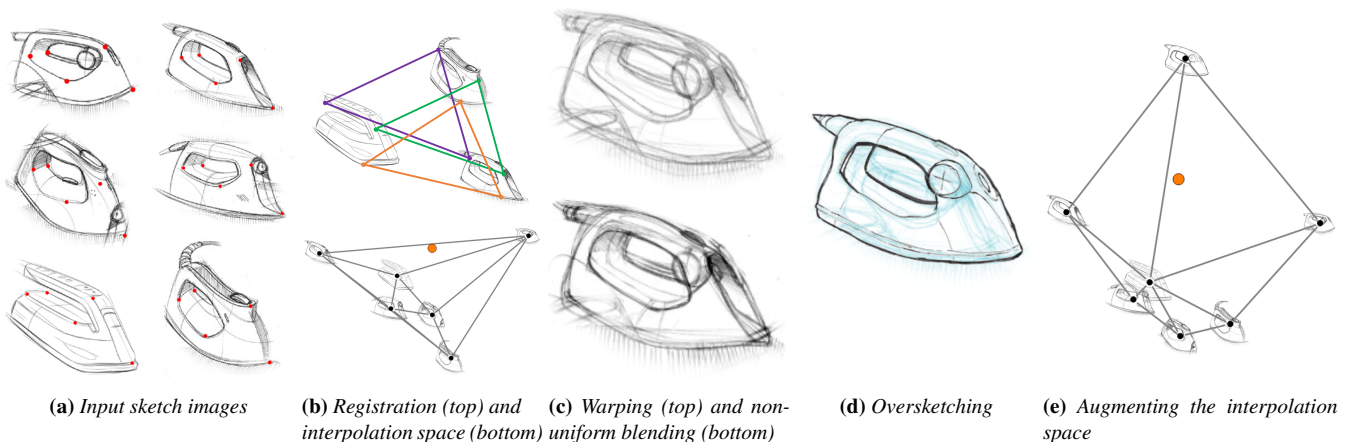 (a) Input sketch images
(b) Registration (top) and
interpolation space (bottom)
(c) Warping (top) and non-
uniform blending (bottom)
(d) Oversketching
(e) Augmenting the interpolation
space